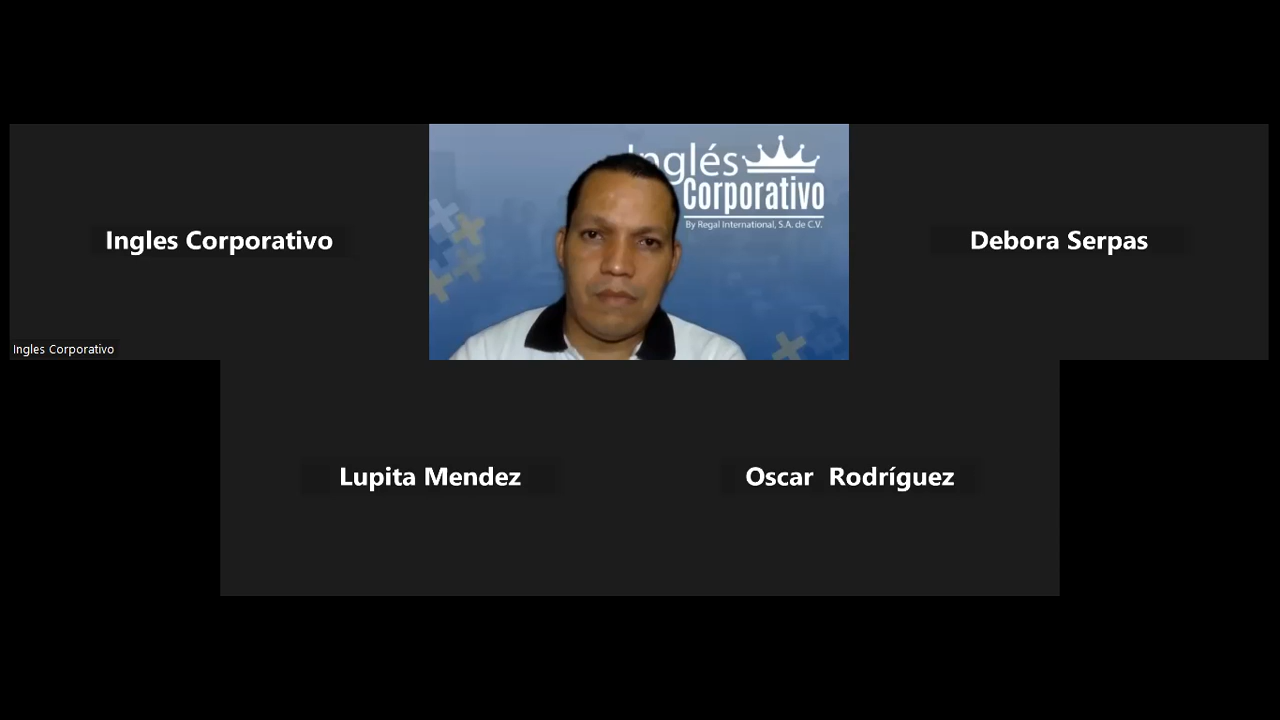 Ingles Corporativo
Inglés
Corporativo
By Regal International, S.A. de C.V.
Debora Serpas
Ingles Corporativo
Lupita Mendez
Oscar  Rodríguez